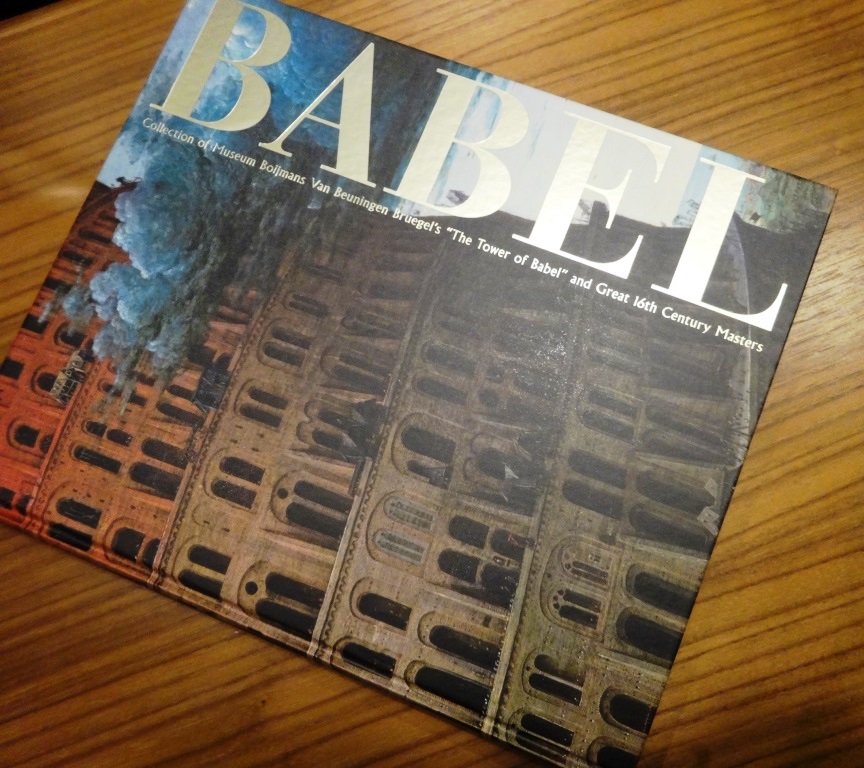 BABEL
Collection of Museum Boijmans Van Beuningen Bruegel's "The Tower of Babel" and Great 16th Century Masters